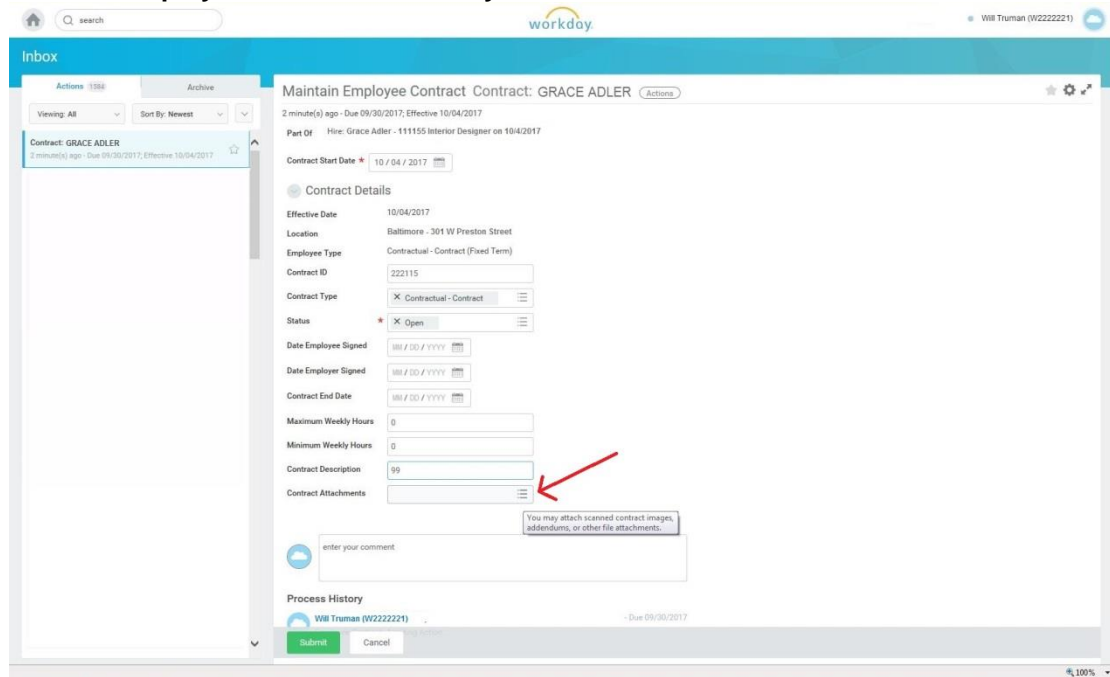 search
workday.
Will Truman (W2222221)
Inbox
Actions 1384
Archive
Viewing: All
Sort By: Newest
Contract: GRACE ADLER
2 minute(s) ago - Due 09/30/2017; Effective 10/04/2017
Maintain Employee Contract Contract: GRACE ADLER Actions
2 minute(s) ago - Due 09/30/2017; Effective 10/04/2017
Part Of Hire: Grace Adler - 111155 Interior Designer on 10/4/2017
Contract Start Date * 10 / 04 / 2017
Contract Details
Effective Date 10/04/2017
Location Baltimore - 301 W Preston Street
Employee Type Contractual - Contract (Fixed Term)
Contract ID 222115
Contract Type × Contractual - Contract
Status * × Open
Date Employee Signed MM / DD / YYYY
Date Employer Signed MM / DD / YYYY
Contract End Date MM / DD / YYYY
Maximum Weekly Hours 0
Minimum Weekly Hours 0
Contract Description 99
Contract Attachments
You may attach scanned contract images,
addendums, or other file attachments.
enter your comment
Process History
Will Truman (W2222221) - Due 09/30/2017
Submit Cancel
100%